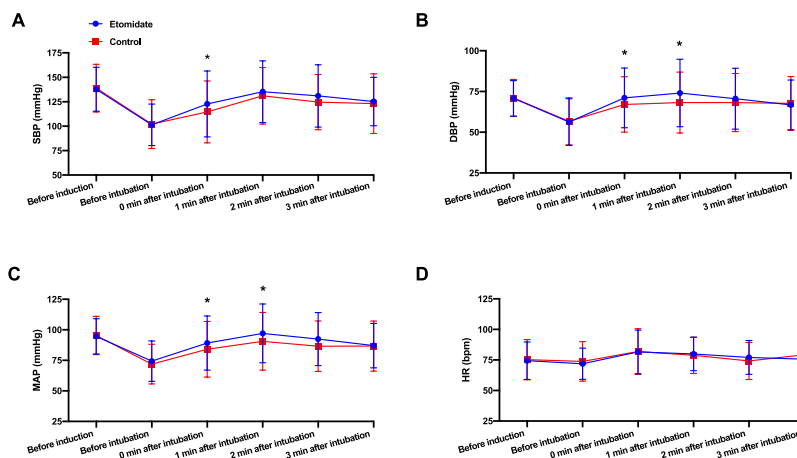 A
Etomidate
Control
SBP (mmHg)
175
150
125
100
75
50
Before induction
Before intubation
0 min after intubation
1 min after intubation
2 min after intubation
3 min after intubation
*
B
DBP (mmHg)
100
75
50
25
Before induction
Before intubation
0 min after intubation
1 min after intubation
2 min after intubation
3 min after intubation
* *
C
MAP (mmHg)
125
100
75
50
25
Before induction
Before intubation
0 min after intubation
1 min after intubation
2 min after intubation
3 min after intubation
* *
D
HR (bpm)
125
100
75
50
25
Before induction
Before intubation
0 min after intubation
1 min after intubation
2 min after intubation
3 min after intubation